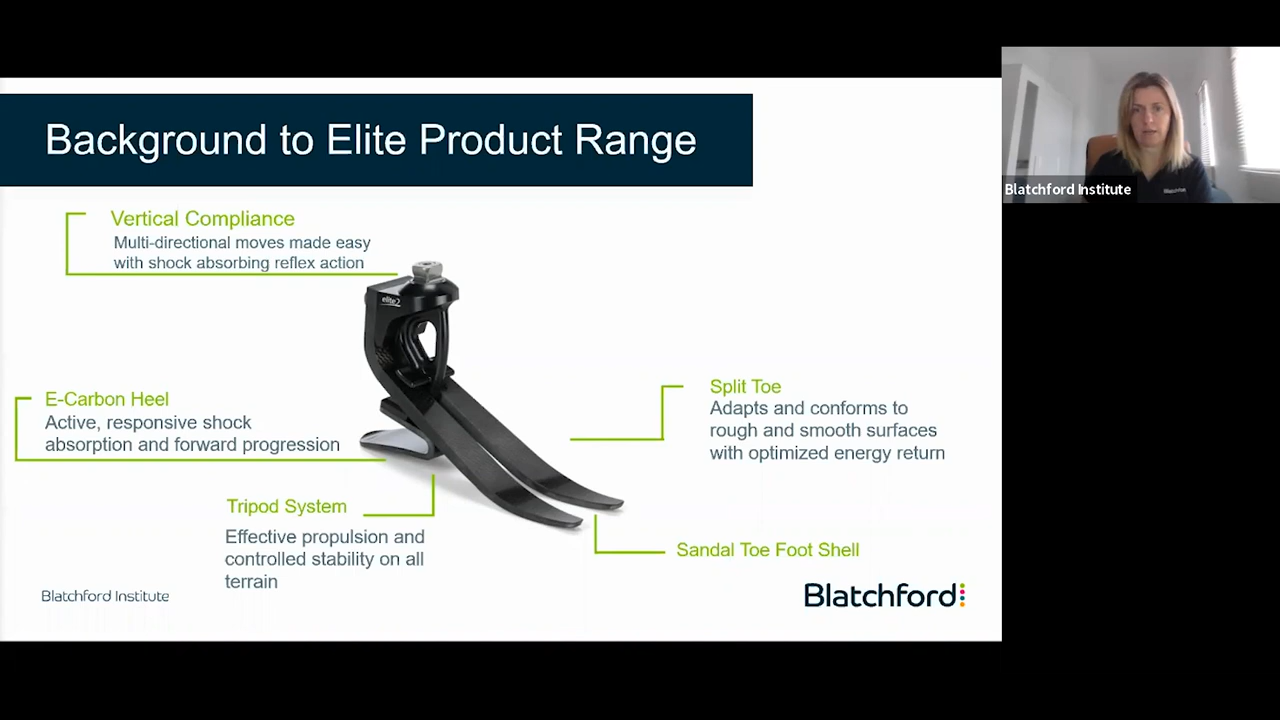 Background to Elite Product Range
Vertical Compliance
Multi-directional moves made easy
with shock absorbing reflex action
elite2
E-Carbon Heel
Active, responsive shock
absorption and forward progression
Split Toe
Adapts and conforms to
rough and smooth surfaces
with optimized energy return
Tripod System
Effective propulsion and
controlled stability on all
terrain
Sandal Toe Foot Shell
Blatchford Institute
Blatchford
Blatchford Institute